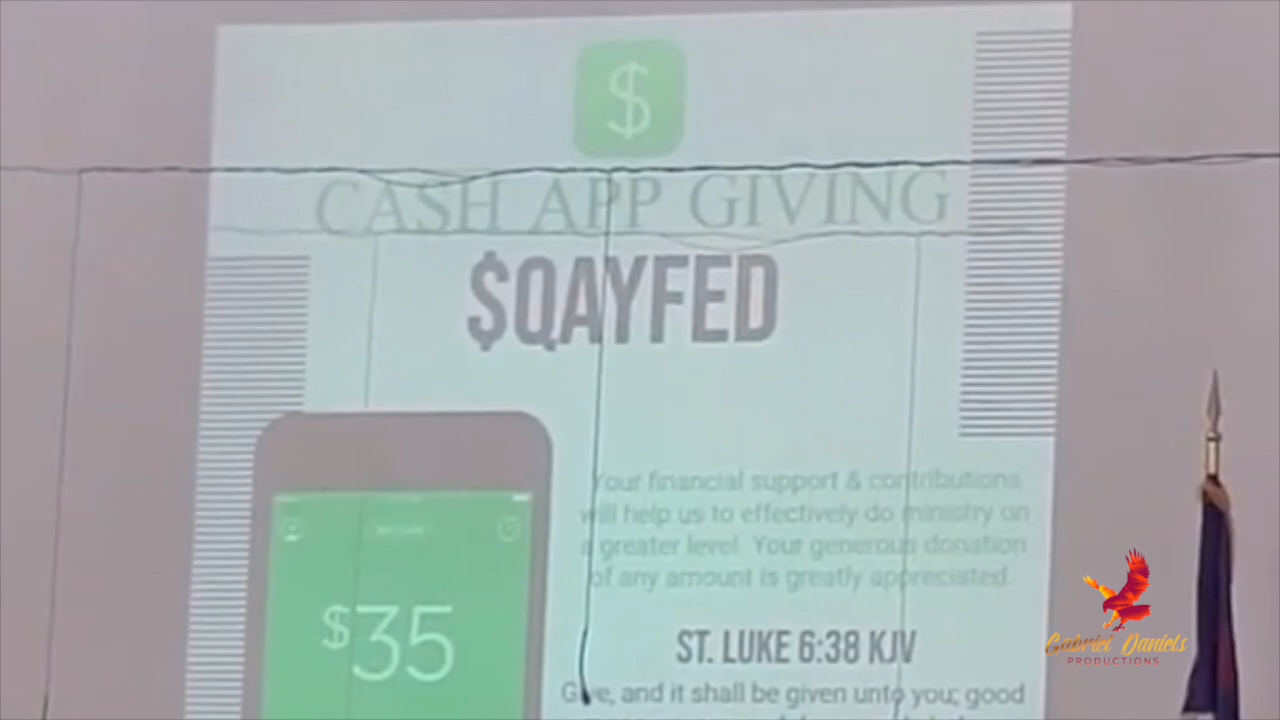 $
CASH APP GIVING
$QAYFED
Your financial support & contributions
will help us to effectively do ministry on
a greater level. Your generous donation
of any amount is greatly appreciated.
$35
ST. LUKE 6:38 KJV
Give, and it shall be given unto you; good
Gabriel Daniels
PRODUCTIONS